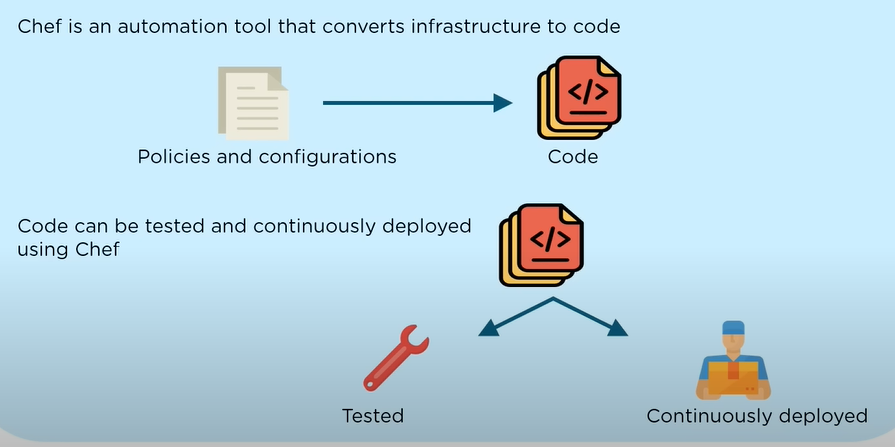 Chef is an automation tool that converts infrastructure to code
</>
Policies and configurations
Code
Code can be tested and continuously deployed
using Chef
</>
Tested
Continuously deployed